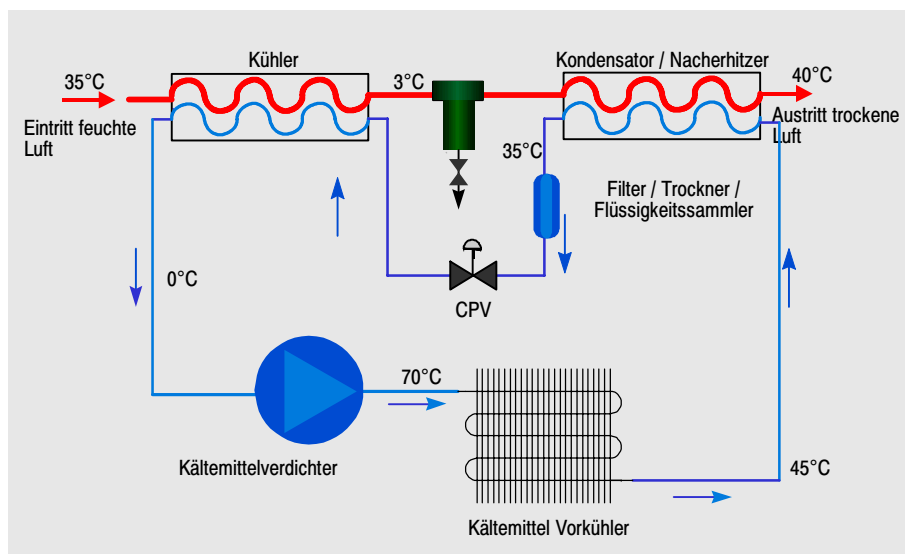 Kühler
Kondensator / Nacherhitzer
35°C
3°C
40°C
Eintritt feuchte
Luft
Austritt trockene
Luft
35°C
Filter / Trockner /
Flüssigkeitssammler
0°C
CPV
70°C
Kältemittelverdichter
45°C
Kältemittel Vorkühler